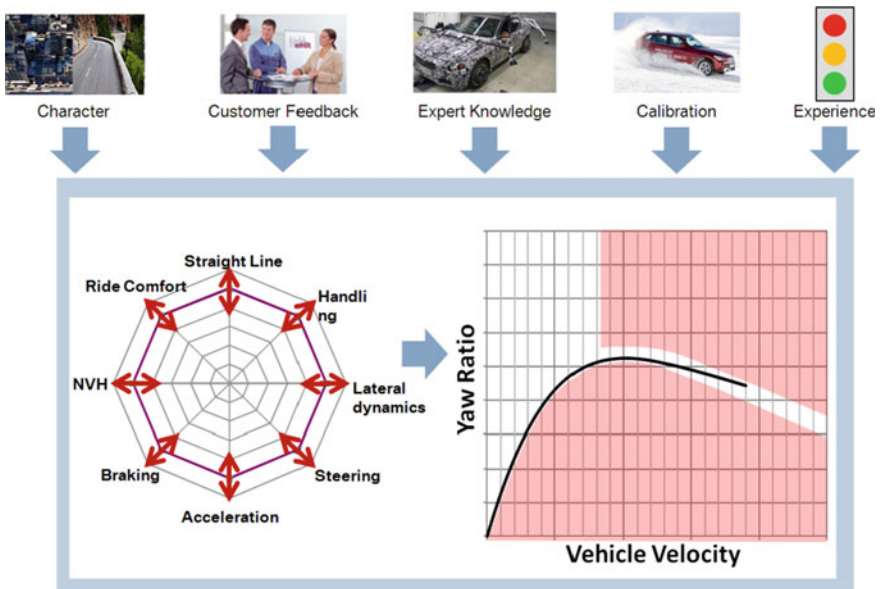 Character
Customer Feedback
Expert Knowledge
Calibration
Experience
Straight Line
Ride Comfort
Handli
ng
NVH
Lateral
dynamics
Braking
Steering
Acceleration
Yaw Ratio
Vehicle Velocity